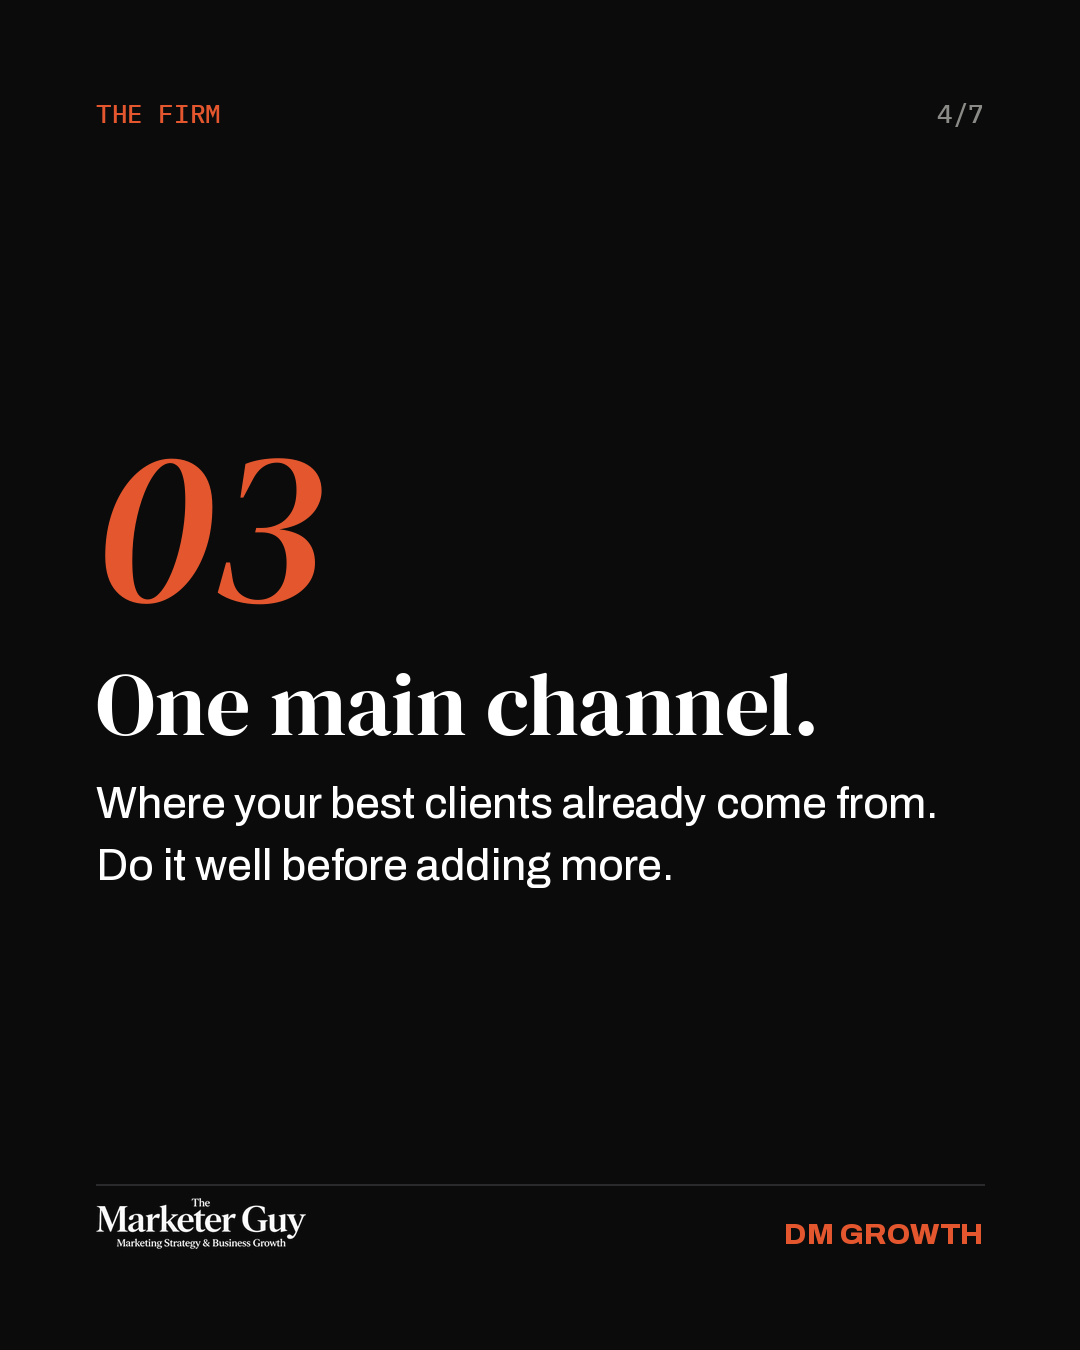 THE FIRM
4/7
03
One main channel.
Where your best clients already come from.
Do it well before adding more.
The
Marketer Guy
Marketing Strategy & Business Growth
DM GROWTH